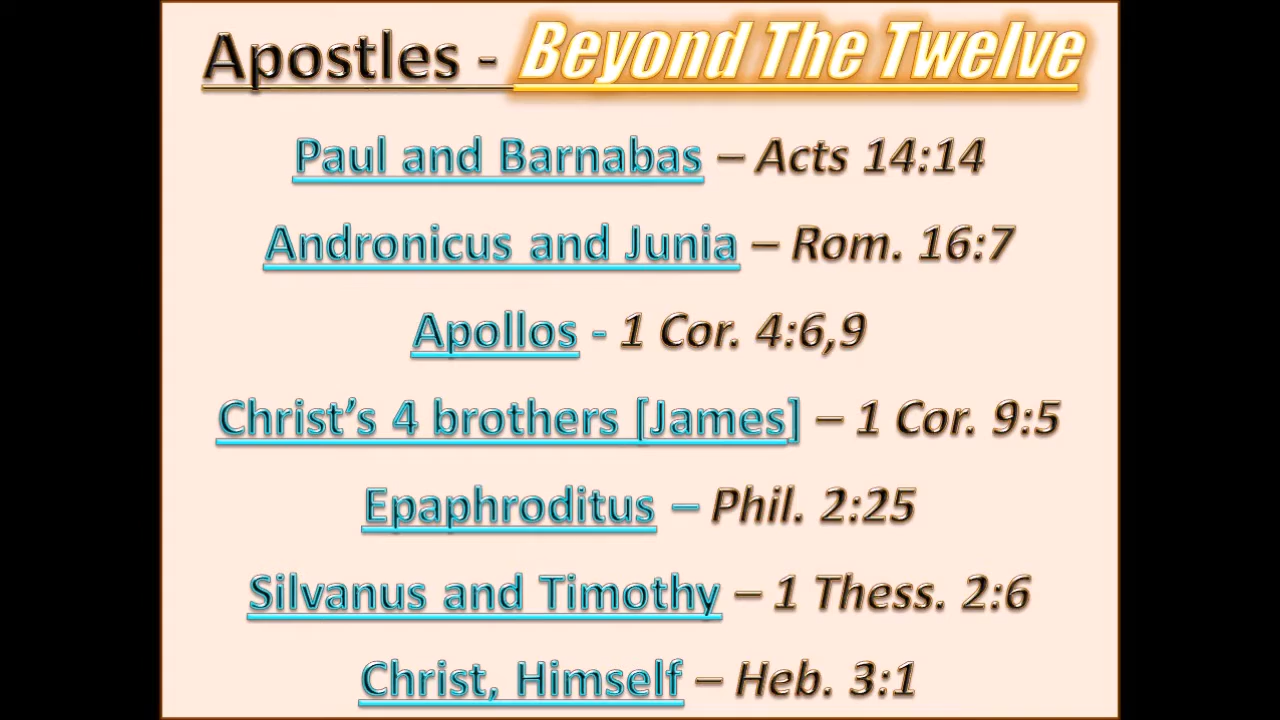 Apostles - Beyond The Twelve
Paul and Barnabas – Acts 14:14
Andronicus and Junia – Rom. 16:7
Apollos - 1 Cor. 4:6,9
Christ’s 4 brothers [James] – 1 Cor. 9:5
Epaphroditus – Phil. 2:25
Silvanus and Timothy – 1 Thess. 2:6
Christ, Himself – Heb. 3:1